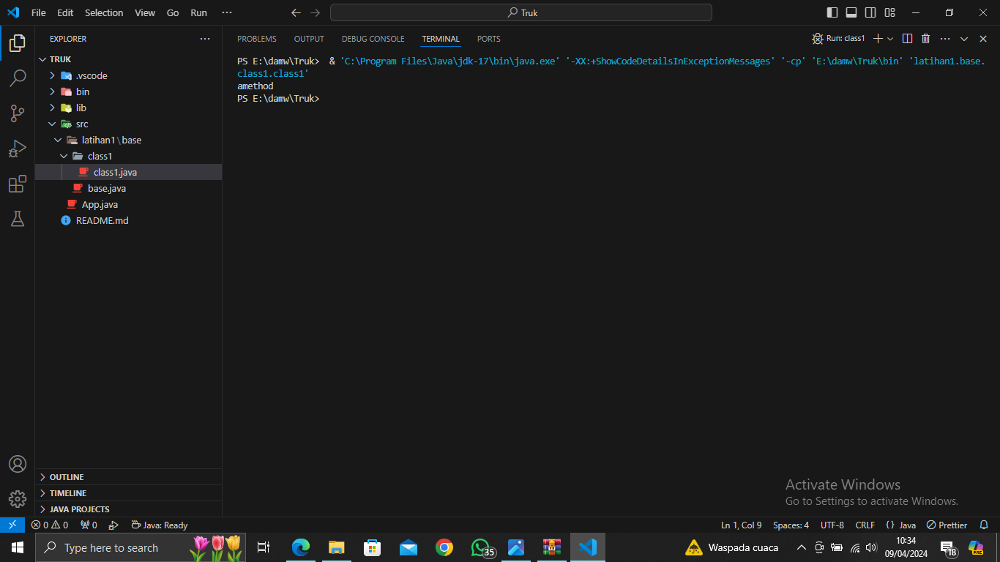 File Edit Selection View Go Run ···
Truk
EXPLORER ···
PROBLEMS OUTPUT DEBUG CONSOLE TERMINAL PORTS
Run: class1
TRUK
.vscode
bin
lib
src
latihan1\base
class1
class1.java
base.java
App.java
README.md
PS E:\damw\Truk>  & 'C:\Program Files\Java\jdk-17\bin\java.exe' '-XX:+ShowCodeDetailsInExceptionMessages' '-cp' 'E:\damw\Truk\bin' 'latihan1.base.
class1.class1'
amethod
PS E:\damw\Truk>
OUTLINE
TIMELINE
JAVA PROJECTS
Activate Windows
Go to Settings to activate Windows.
0 0 0 Java: Ready
Ln 1, Col 9 Spaces: 4 UTF-8 CRLF {} Java Prettier
Type here to search
35
Waspada cuaca
10:34
09/04/2024
18
PRE